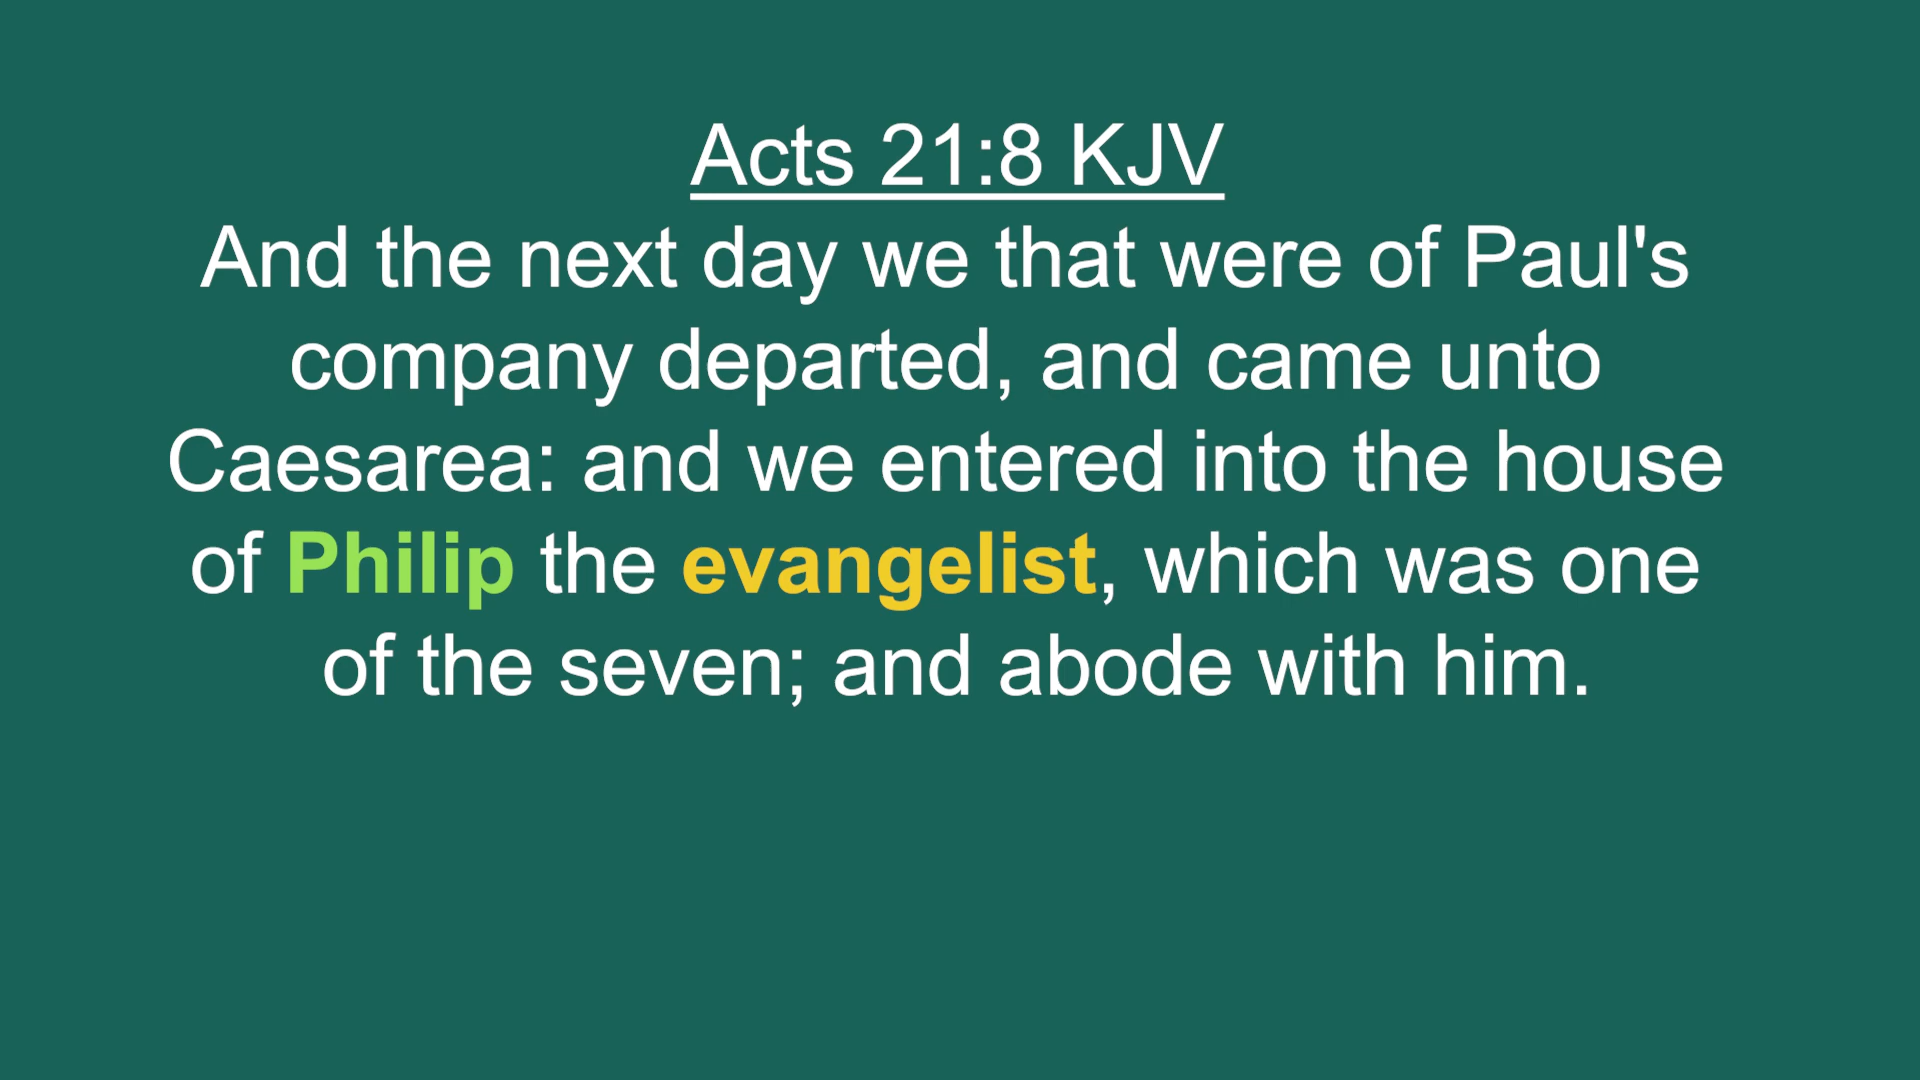 Acts 21:8 KJV
And the next day we that were of Paul's
company departed, and came unto
Caesarea: and we entered into the house
of Philip the evangelist, which was one
of the seven; and abode with him.